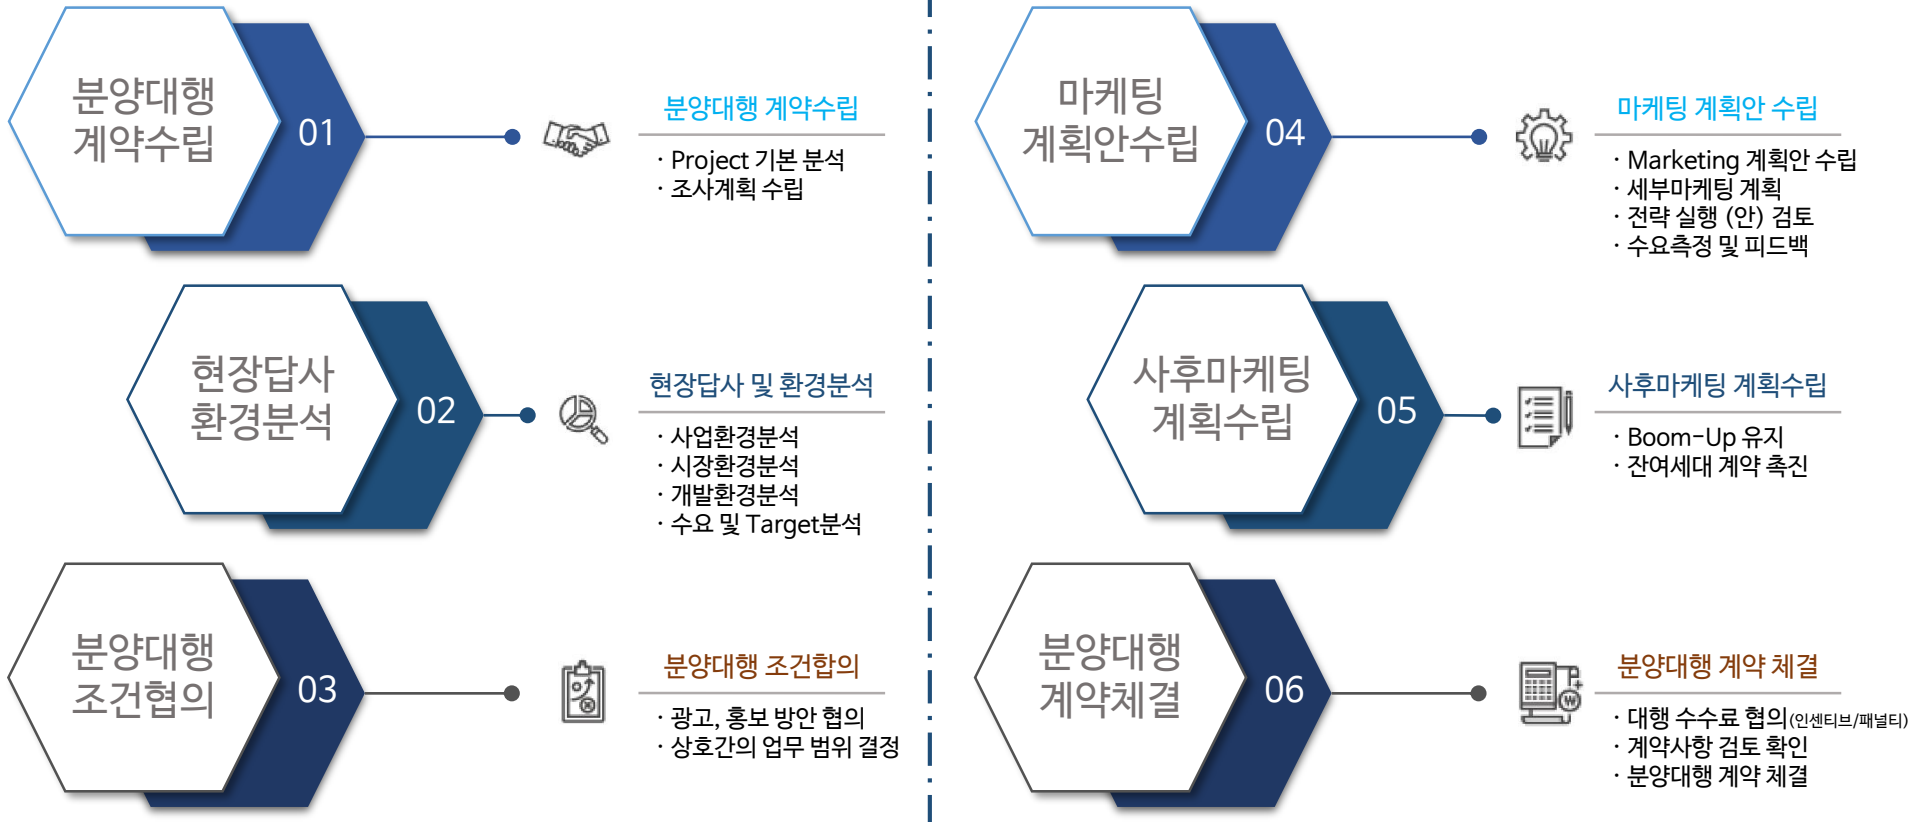 분양대행
계약수립
01
분양대행 계약수립
· Project 기본 분석
· 조사계획 수립
현장답사
환경분석
02
현장답사 및 환경분석
· 사업환경분석
· 시장환경분석
· 개발환경분석
· 수요 및 Target분석
분양대행
조건협의
03
분양대행 조건합의
· 광고, 홍보 방안 협의
· 상호간의 업무 범위 결정
마케팅
계획안수립
04
마케팅 계획안 수립
· Marketing 계획안 수립
· 세부마케팅 계획
· 전략 실행 (안) 검토
· 수요측정 및 피드백
사후마케팅
계획수립
05
사후마케팅 계획수립
· Boom-Up 유지
· 잔여세대 계약 촉진
분양대행
계약체결
06
분양대행 계약 체결
· 대행 수수료 협의(인센티브/패널티)
· 계약사항 검토 확인
· 분양대행 계약 체결